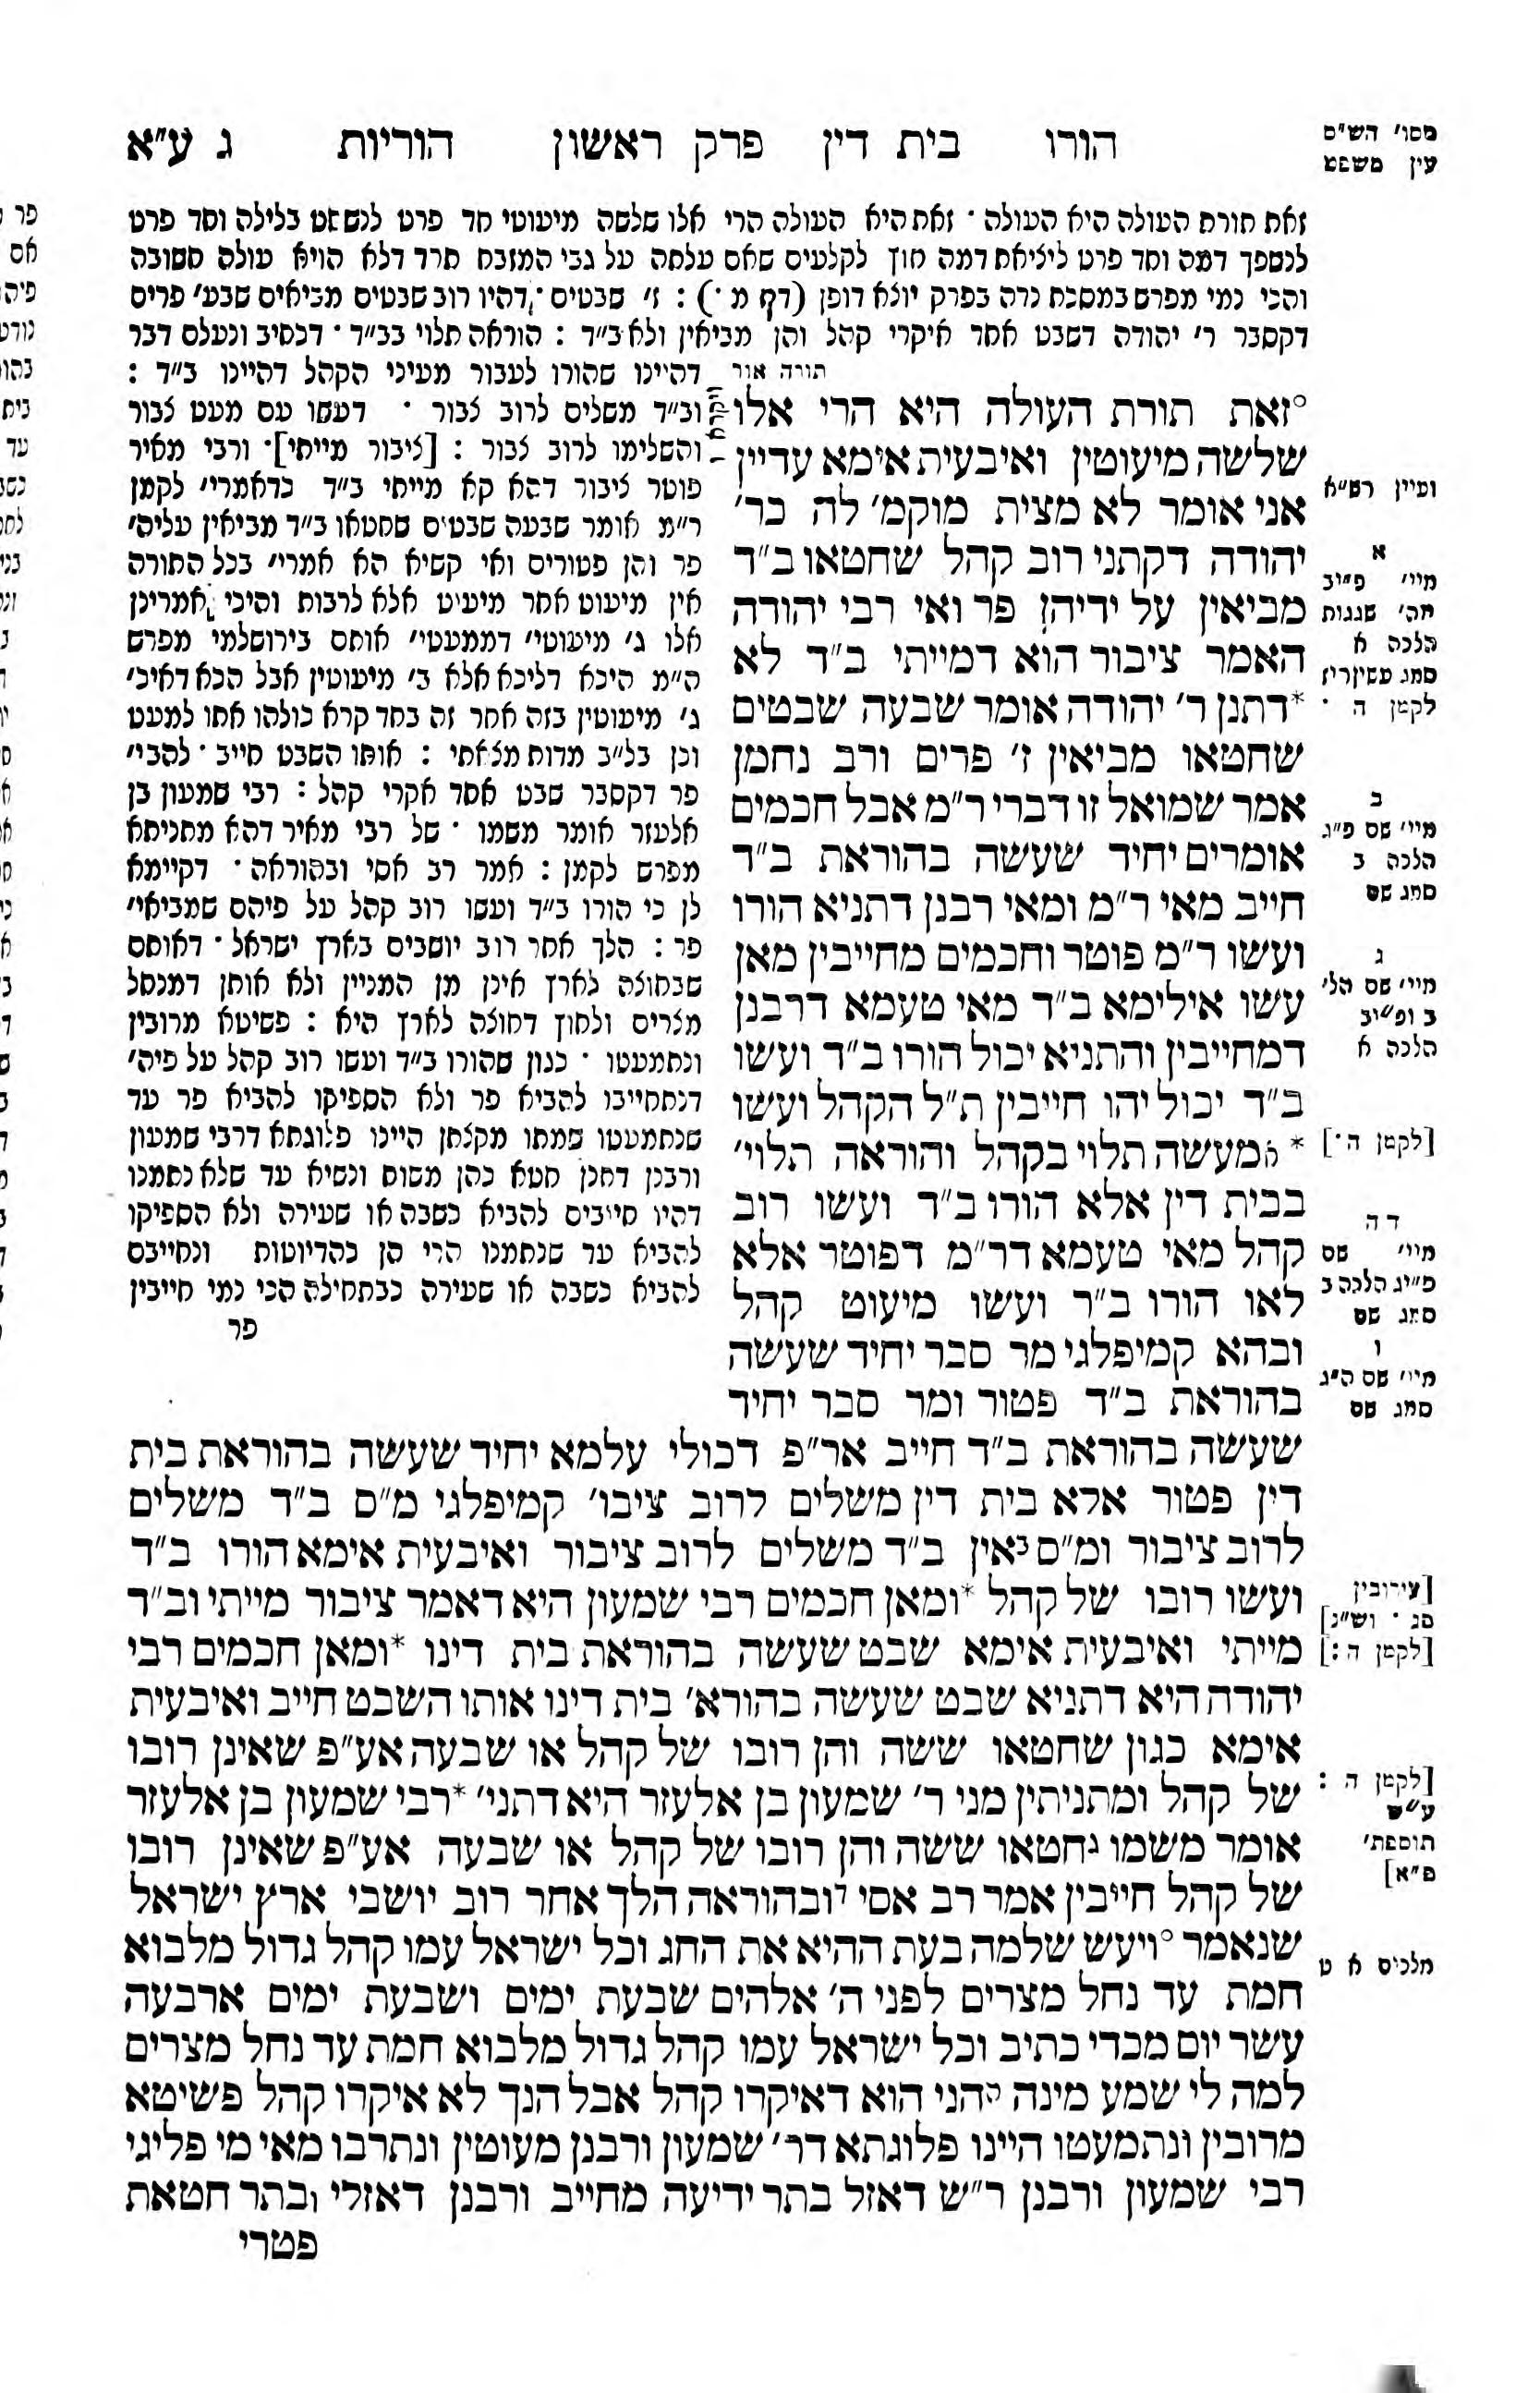 הורו בית דין פרק ראשון הוריות ג ע"א
מסו' הש"ס
עין משפט
זאת תורת העולה היא העולה · זאת היא העולה הרי אלו שלשה מיעוטי חד פרט לנשחט בלילה וחד פרט
לנשפך דמה וחד פרט ליציאת דמה חוץ לקלעים שאם עלתה על גבי המזבח תרד דלא הויא עולה חשובה
והכי נמי מפרש במסכת נדה בפרק יוצא דופן (דף מ ·) : ז' שבטים · דהיו רוב שבטים מביאים שבע' פרים
דקסבר ר' יהודה דשבט אחד איקרי קהל והן מביאין ולא ב"ד : הוראה תלוי בב"ד · דכתיב ונעלם דבר
דהיינו שהורו לעבור מעיני הקהל דהיינו ב"ד :
וב"ד משלים לרוב צבור · דעשו עם מעט צבור
והשלימו לרוב צבור : [ציבור מייתי] · ורבי מאיר
פוטר ציבור דהא קא מייתי ב"ד כדאמרי' לקמן
ר"מ אומר שבעה שבטים שחטאו ב"ד מביאין עליה'
פר והן פטורים ואי קשיא הא אמרי' בכל התורה
אין מיעוט אחר מיעוט אלא לרבות והיכי אמרינן
אלו ג' מיעוטי' דממעטי' אותם בירושלמי מפרש
ה"מ היכא דליכא אלא ב' מיעוטין אבל הכא דאיכ'
ג' מיעוטין בזה אחר זה בחד קרא כולהו אתו למעט
וכן בל"ב מדות מצאתי : אותו השבט חייב · להבי'
פר דקסבר שבט אחד אקרי קהל : רבי שמעון בן
אלעזר אומר משמו · של רבי מאיר דהא מתניתא
מפרש לקמן : אמר רב אסי ובהוראה · דקיימא
לן כי הורו ב"ד ועשו רוב קהל על פיהם שמביאי'
פר : הלך אחר רוב יושבים בארץ ישראל · דאותם
שבחוצה לארץ אינן מן המניין ולא אותן דמנחל
מצרים ולחוץ דחוצה לארץ היא : פשיטא מרובין
ונתמעטו · כגון שהורו ב"ד ועשו רוב קהל על פיה'
דנתחייבו להביא פר ולא הספיקו להביא פר עד
שנתמעטו שמתו מקצתן היינו פלוגתא דרבי שמעון
ורבנן דתנן חטא כהן משוח ונשיא עד שלא נתמנו
דהיו חייבים להביא כשבה או שעירה ולא הספיקו
להביא עד שנתמנו הרי הן כהדיוטות ונחייבם
להביא כשבה או שעירה כבתחילה הכי נמי חייבין
פר
תורה אור
°זאת תורת העולה היא הרי אלו
שלשה מיעוטין ואיבעית אימא עדיין
אני אומר לא מצית מוקמ' לה כר'
יהודה דקתני רוב קהל שחטאו ב"ד
מביאין על ידיהן פר ואי רבי יהודה
האמר ציבור הוא דמייתי ב"ד לא
*דתנן ר' יהודה אומר שבעה שבטים
שחטאו מביאין ז' פרים ורב נחמן
אמר שמואל זו דברי ר"מ אבל חכמים
אומרים יחיד שעשה בהוראת ב"ד
חייב מאי ר"מ ומאי רבנן דתניא הורו
ועשו ר"מ פוטר וחכמים מחייבין מאן
עשו אילימא ב"ד מאי טעמא דרבנן
דמחייבין והתניא יכול הורו ב"ד ועשו
ב"ד יכול יהו חייבין ת"ל הקהל ועשו
*אמעשה תלוי בקהל והוראה תלוי'
בבית דין אלא הורו ב"ד ועשו רוב
קהל מאי טעמא דר"מ דפוטר אלא
לאו הורו ב"ד ועשו מיעוט קהל
ובהא קמיפלגי מר סבר יחיד שעשה
בהוראת ב"ד פטור ומר סבר יחיד
שעשה בהוראת ב"ד חייב אר"פ דכולי עלמא יחיד שעשה בהוראת בית
דין פטור אלא בית דין משלים לרוב ציבו' קמיפלגי מ"ס ב"ד משלים
לרוב ציבור ומ"ס באין ב"ד משלים לרוב ציבור ואיבעית אימא הורו ב"ד
ועשו רובו של קהל *ומאן חכמים רבי שמעון היא דאמר ציבור מייתי וב"ד
מייתי ואיבעית אימא שבט שעשה בהוראת בית דינו *ומאן חכמים רבי
יהודה היא דתניא שבט שעשה בהורא' בית דינו אותו השבט חייב ואיבעית
אימא כגון שחטאו ששה והן רובו של קהל או שבעה אע"פ שאינן רובו
של קהל ומתניתין מני ר' שמעון בן אלעזר היא דתני' *רבי שמעון בן אלעזר
אומר משמו גחטאו ששה והן רובו של קהל או שבעה אע"פ שאינן רובו
של קהל חייבין אמר רב אסי דובהוראה הלך אחר רוב יושבי ארץ ישראל
שנאמר °ויעש שלמה בעת ההיא את החג וכל ישראל עמו קהל גדול מלבוא
חמת עד נחל מצרים לפני ה' אלהים שבעת ימים ושבעת ימים ארבעה
עשר יום מכדי כתיב וכל ישראל עמו קהל גדול מלבוא חמת עד נחל מצרים
למה לי שמע מינה ההני הוא דאיקרו קהל אבל הנך לא איקרו קהל פשיטא
מרובין ונתמעטו היינו פלוגתא דר' שמעון ורבנן מעוטין ונתרבו מאי מי פליגי
רבי שמעון ורבנן ר"ש דאזל בתר ידיעה מחייב ורבנן דאזלי ובתר חטאת
פטרי
ועיין רש"א
א
מיי' פי"ב
מה' שגגות
הלכה א
סמג עשין ריז
לקמן ה ·
ב
מיי' שם פי"ג
הלכה ב
סמג שם
ג
מיי' שם הל'
ב ופי"ב
הלכה א
[לקמן ה ·]
ד ה
מיי' שם
פי"ג הלכה ב
סמג שם
ו
מיי' שם ה"ג
סמג שם
[עירובין
סג · וש"נ]
[לקמן ה :]
[לקמן ה :
ע"ש
תוספת'
פ"א]
מלכים א ט